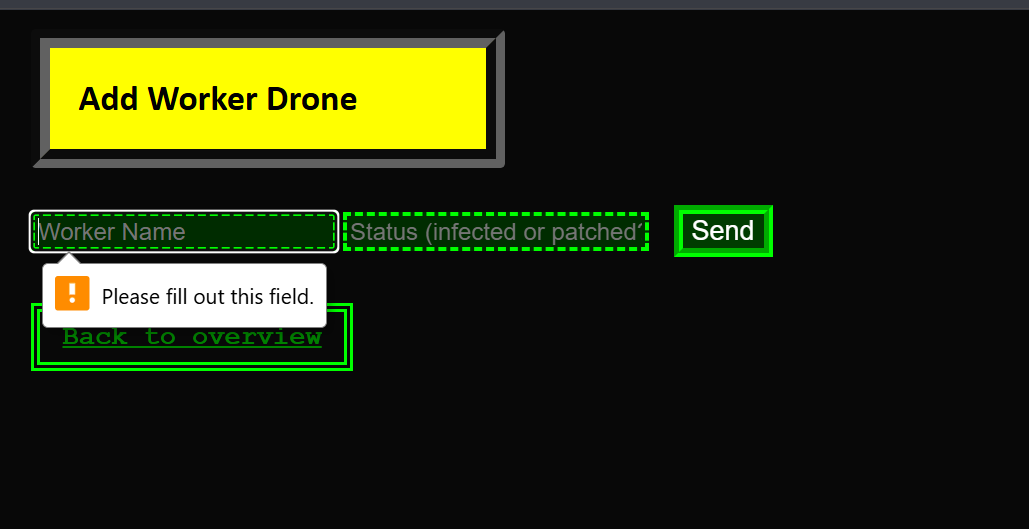 Add Worker Drone
Worker Name
Status (infected or patched?
Send
Please fill out this field.
Back to overview